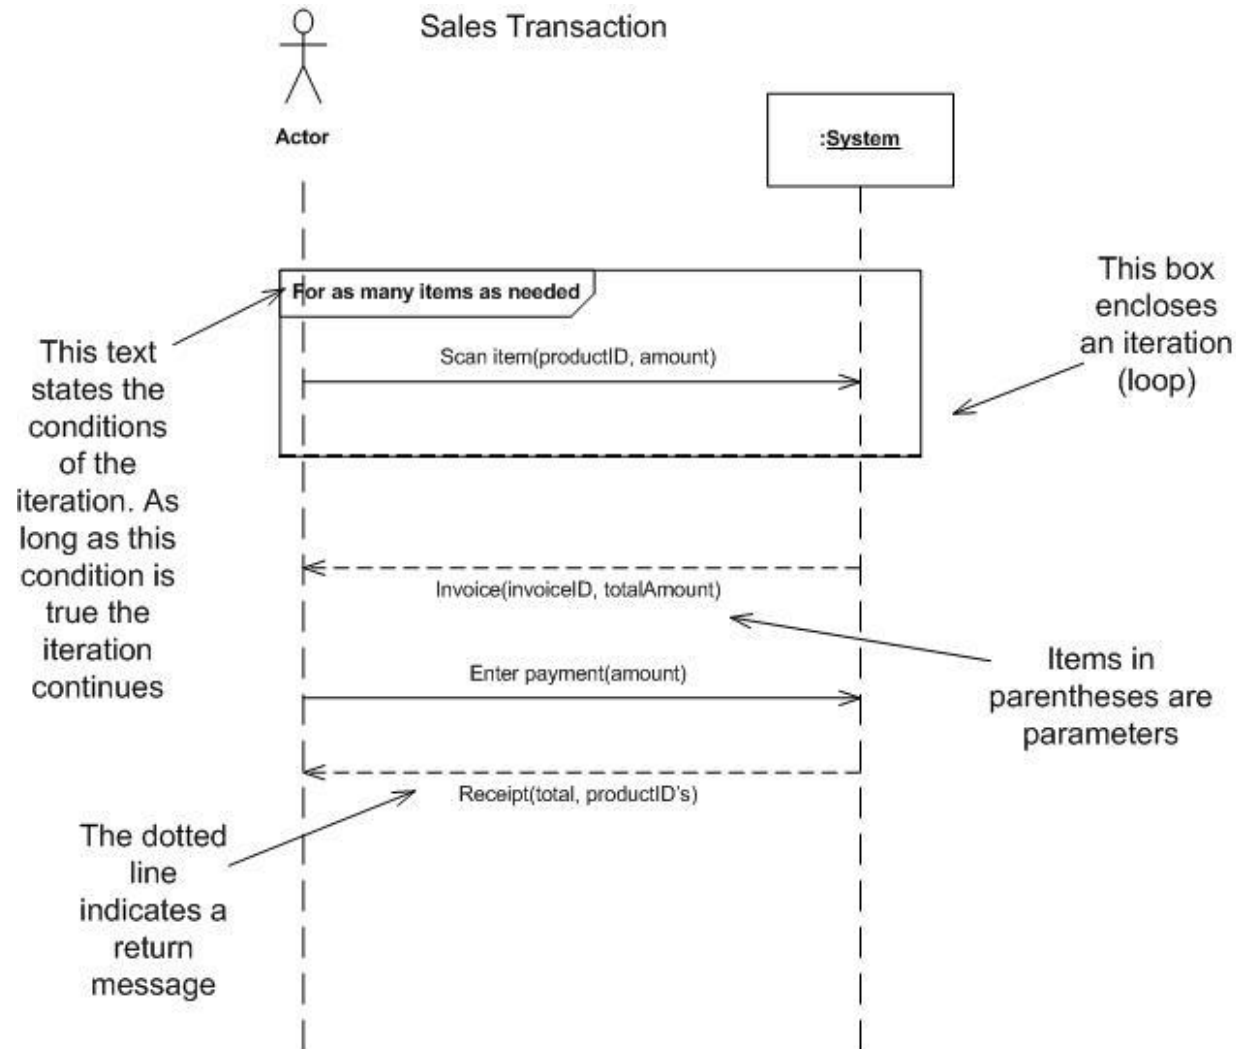 Sales Transaction
Actor
:System
For as many items as needed
Scan item(productID, amount)
This box
encloses
an iteration
(loop)
This text
states the
conditions
of the
iteration. As
long as this
condition is
true the
iteration
continues
Invoice(invoiceID, totalAmount)
Enter payment(amount)
Items in
parentheses are
parameters
Receipt(total, productID's)
The dotted
line
indicates a
return
message